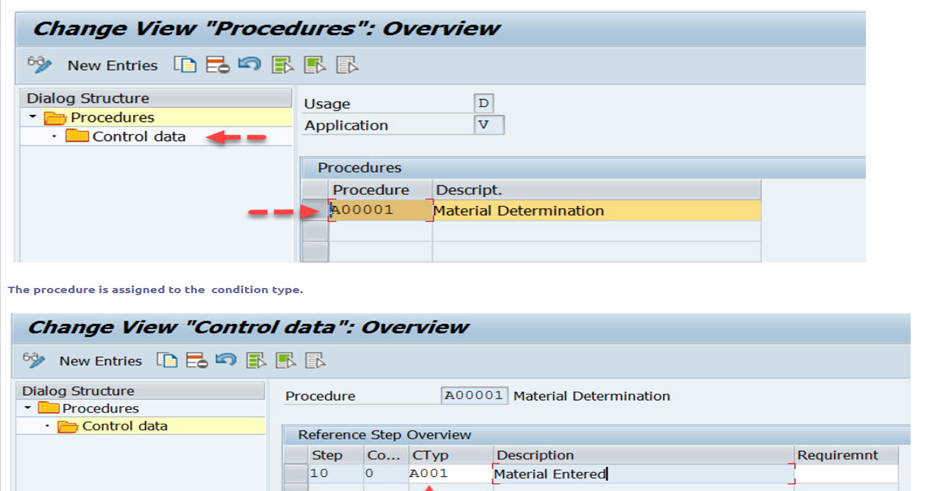 Change View "Procedures": Overview
New Entries
Dialog Structure
Procedures
Control data
Usage D
Application V
Procedures
Procedure Descript.
A00001 Material Determination
The procedure is assigned to the condition type.
Change View "Control data": Overview
New Entries
Dialog Structure
Procedures
Control data
Procedure A00001 Material Determination
Reference Step Overview
Step Co... CTyp Description Requiremnt
10 0 A001 Material Entered